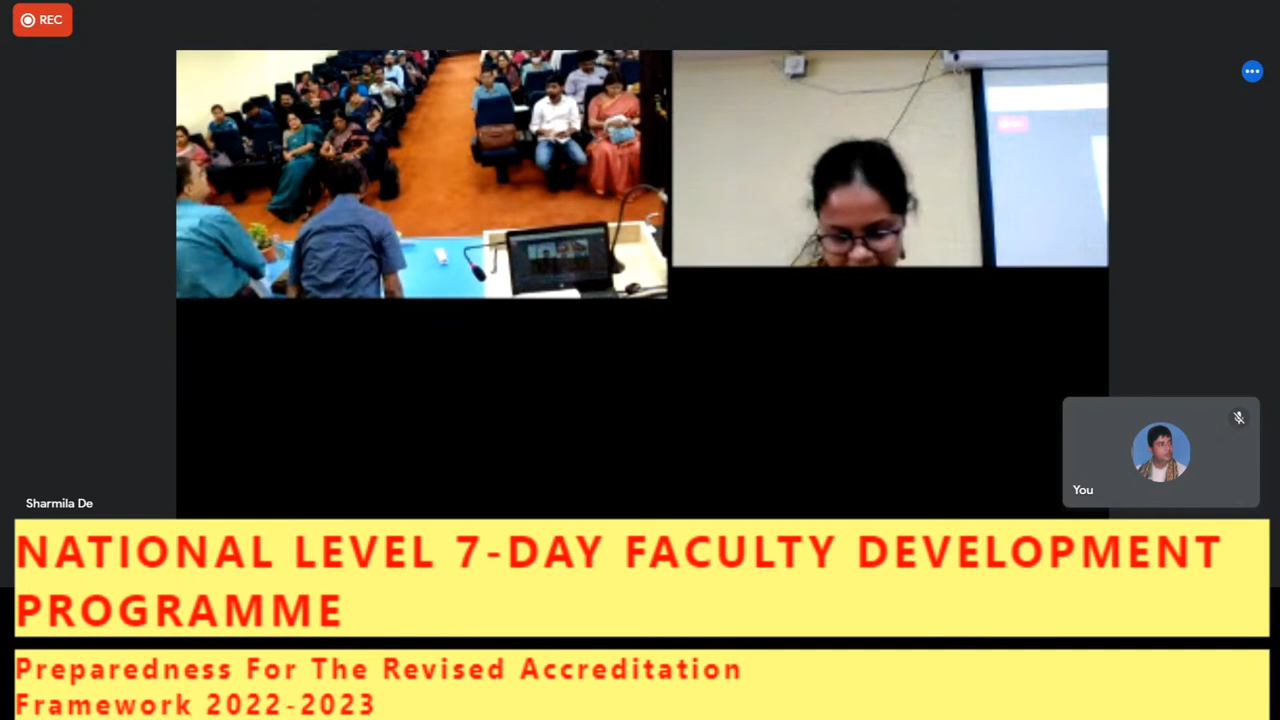 REC
Sharmila De
You
NATIONAL LEVEL 7-DAY FACULTY DEVELOPMENT
PROGRAMME
Preparedness For The Revised Accreditation
Framework 2022-2023